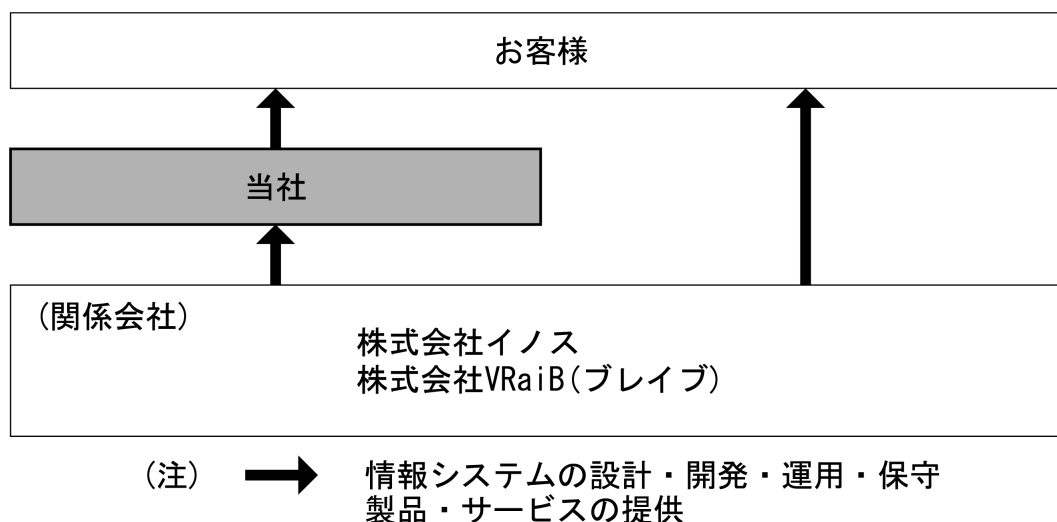 お客様
当社
(関係会社)
株式会社イノス
株式会社VRaiB(ブレイブ)
(注) 情報システムの設計・開発・運用・保守
製品・サービスの提供